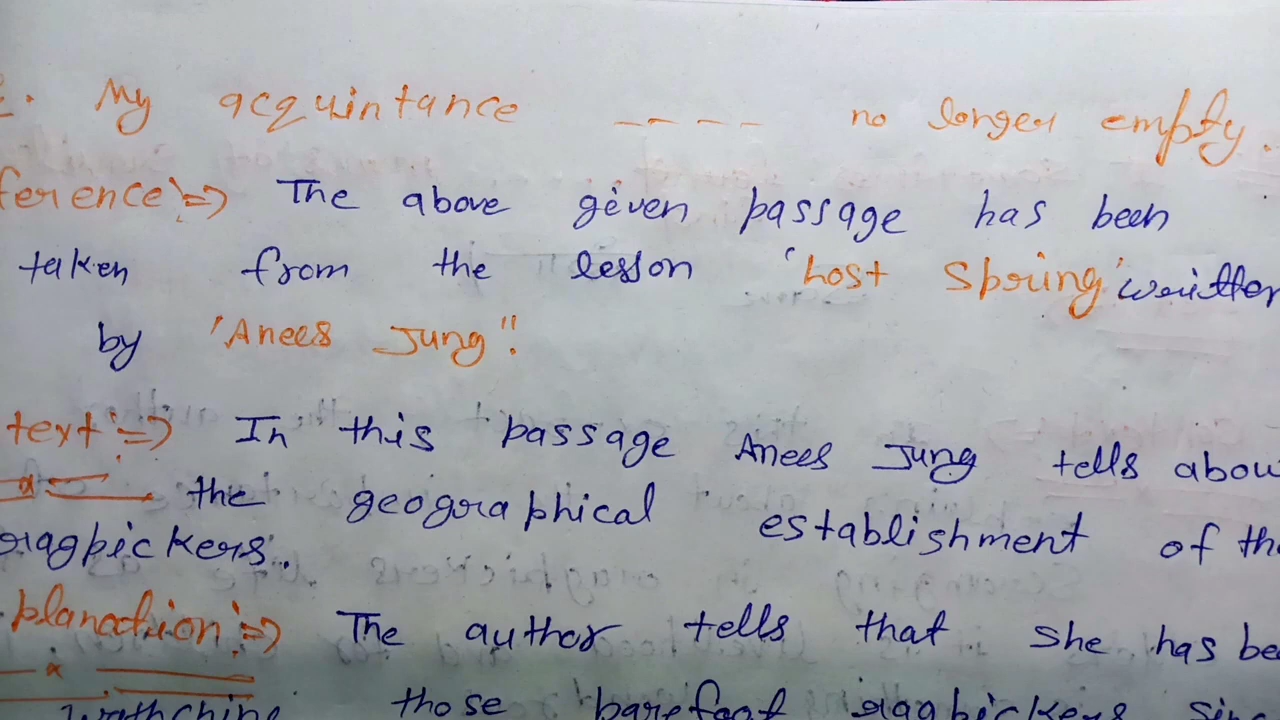 . My acquintance ---- no longer empty.
ference :=> The above given passage has been
taken from the lesson 'Lost Spring' written
by 'Anees Jung".
text :=> In this passage Anees Jung tells abou
the geographical establishment of the
ragpickers.
planation :=> The author tells that she has be
those barefoot ragpickers sinc